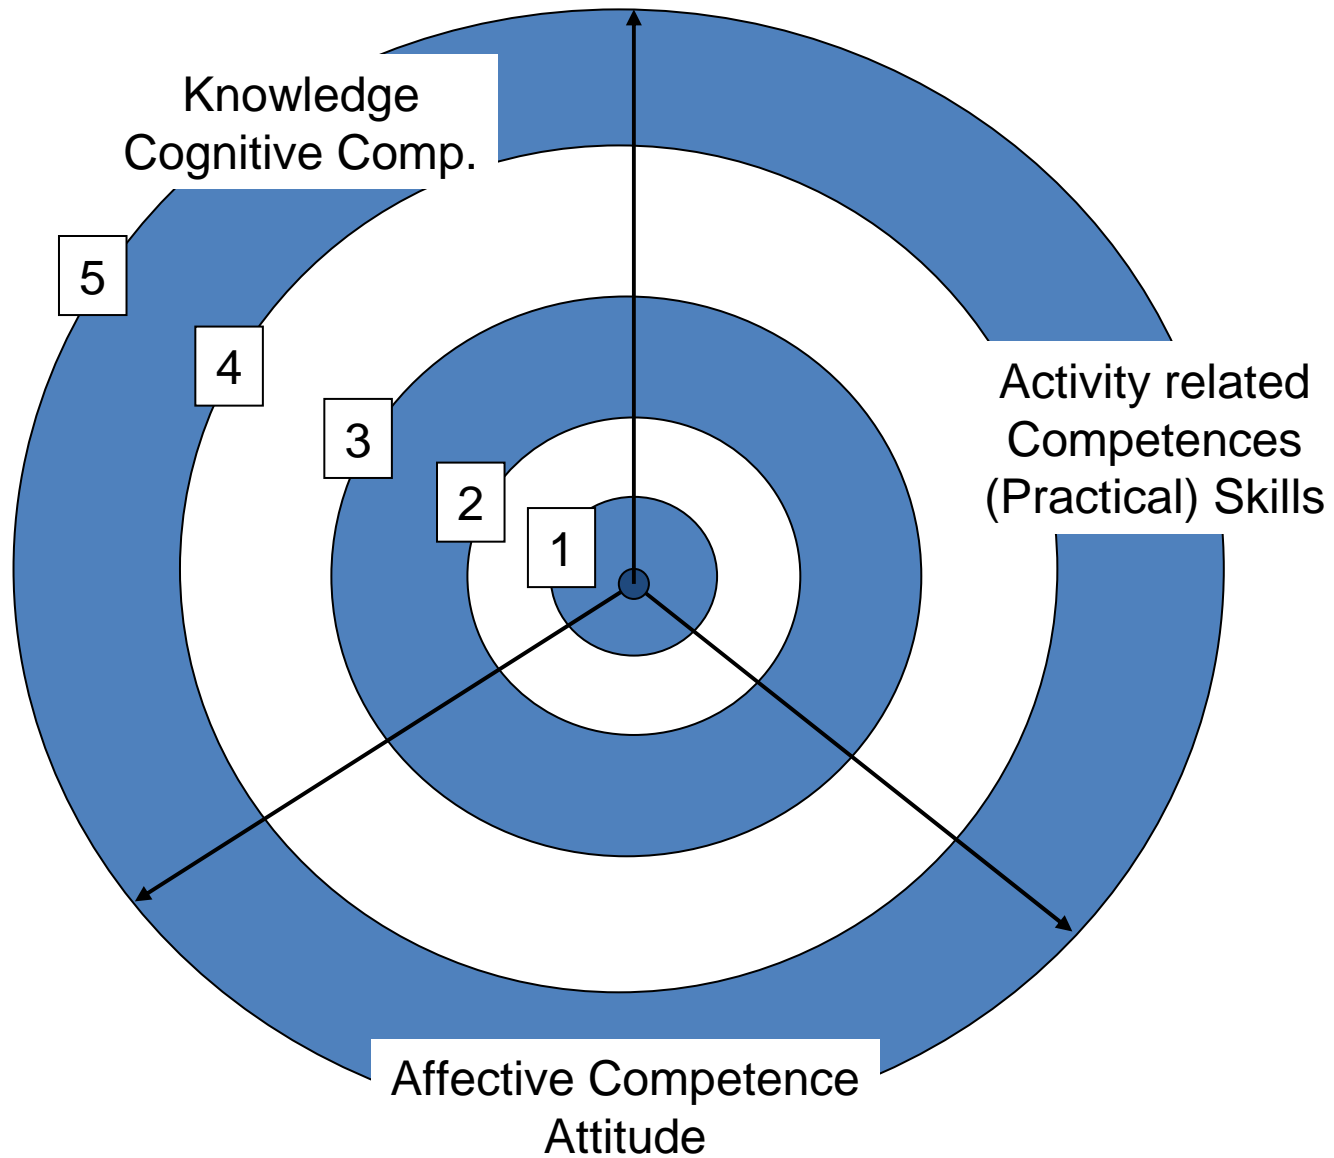 Knowledge
Cognitive Comp.
5
4
3
2
1
Activity related
Competences
(Practical) Skills
Affective Competence
Attitude